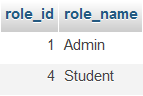 role_id role_name
1 Admin
4 Student